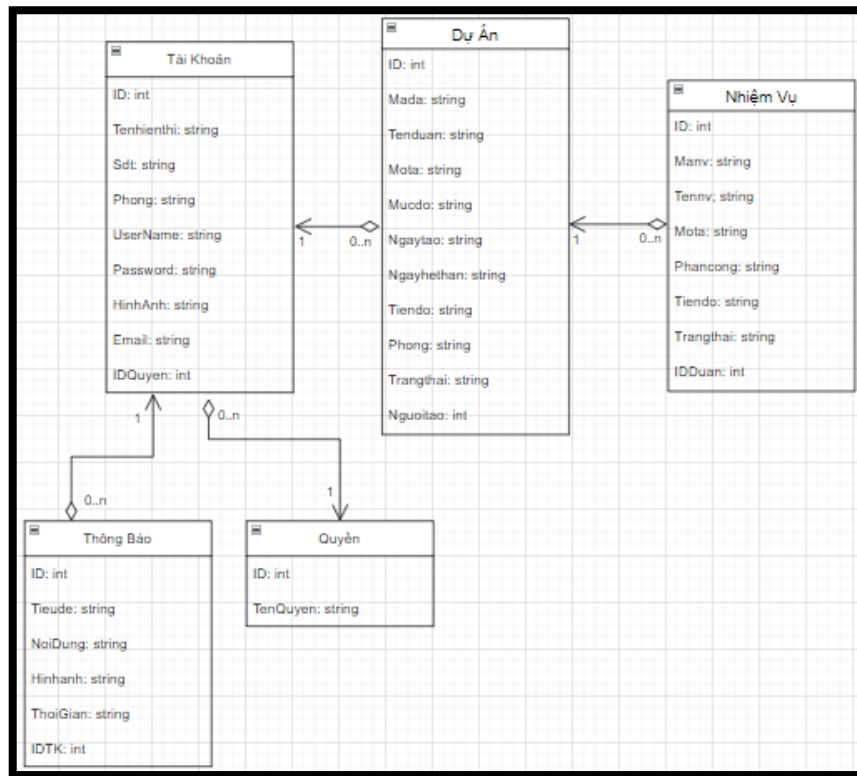 Tài Khoản
ID: int
Tenhienthi: string
Sdt: string
Phong: string
UserName: string
Password: string
HinhAnh: string
Email: string
IDQuyen: int
1
0..n
Dự Án
ID: int
Mada: string
Tenduan: string
Mota: string
Mucdo: string
Ngaytao: string
Ngayhethan: string
Tiendo: string
Phong: string
Trangthai: string
Nguoitao: int
1
0..n
Nhiệm Vụ
ID: int
Manv: string
Tennv; string
Mota: string
Phancong: string
Tiendo: string
Trangthai: string
IDDuan: int
1
0..n
0..n
1
Thông Báo
ID: int
Tieude: string
NoiDung: string
Hinhanh: string
ThoiGian: string
IDTK: int
Quyền
ID: int
TenQuyen: string